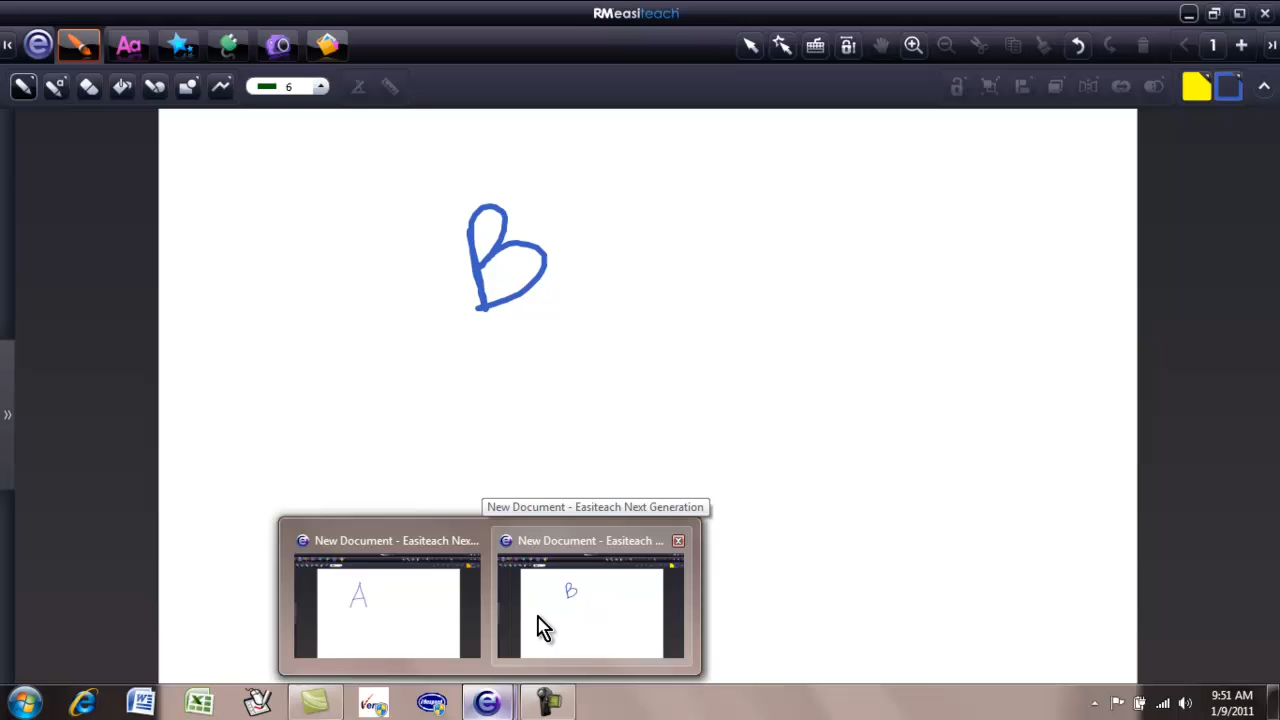 RMeasiteach
Aa
1
6
B
New Document - Easiteach Next Generation
New Document - Easiteach Nex...
New Document - Easiteach ...
A
B
9:51 AM
1/9/2011